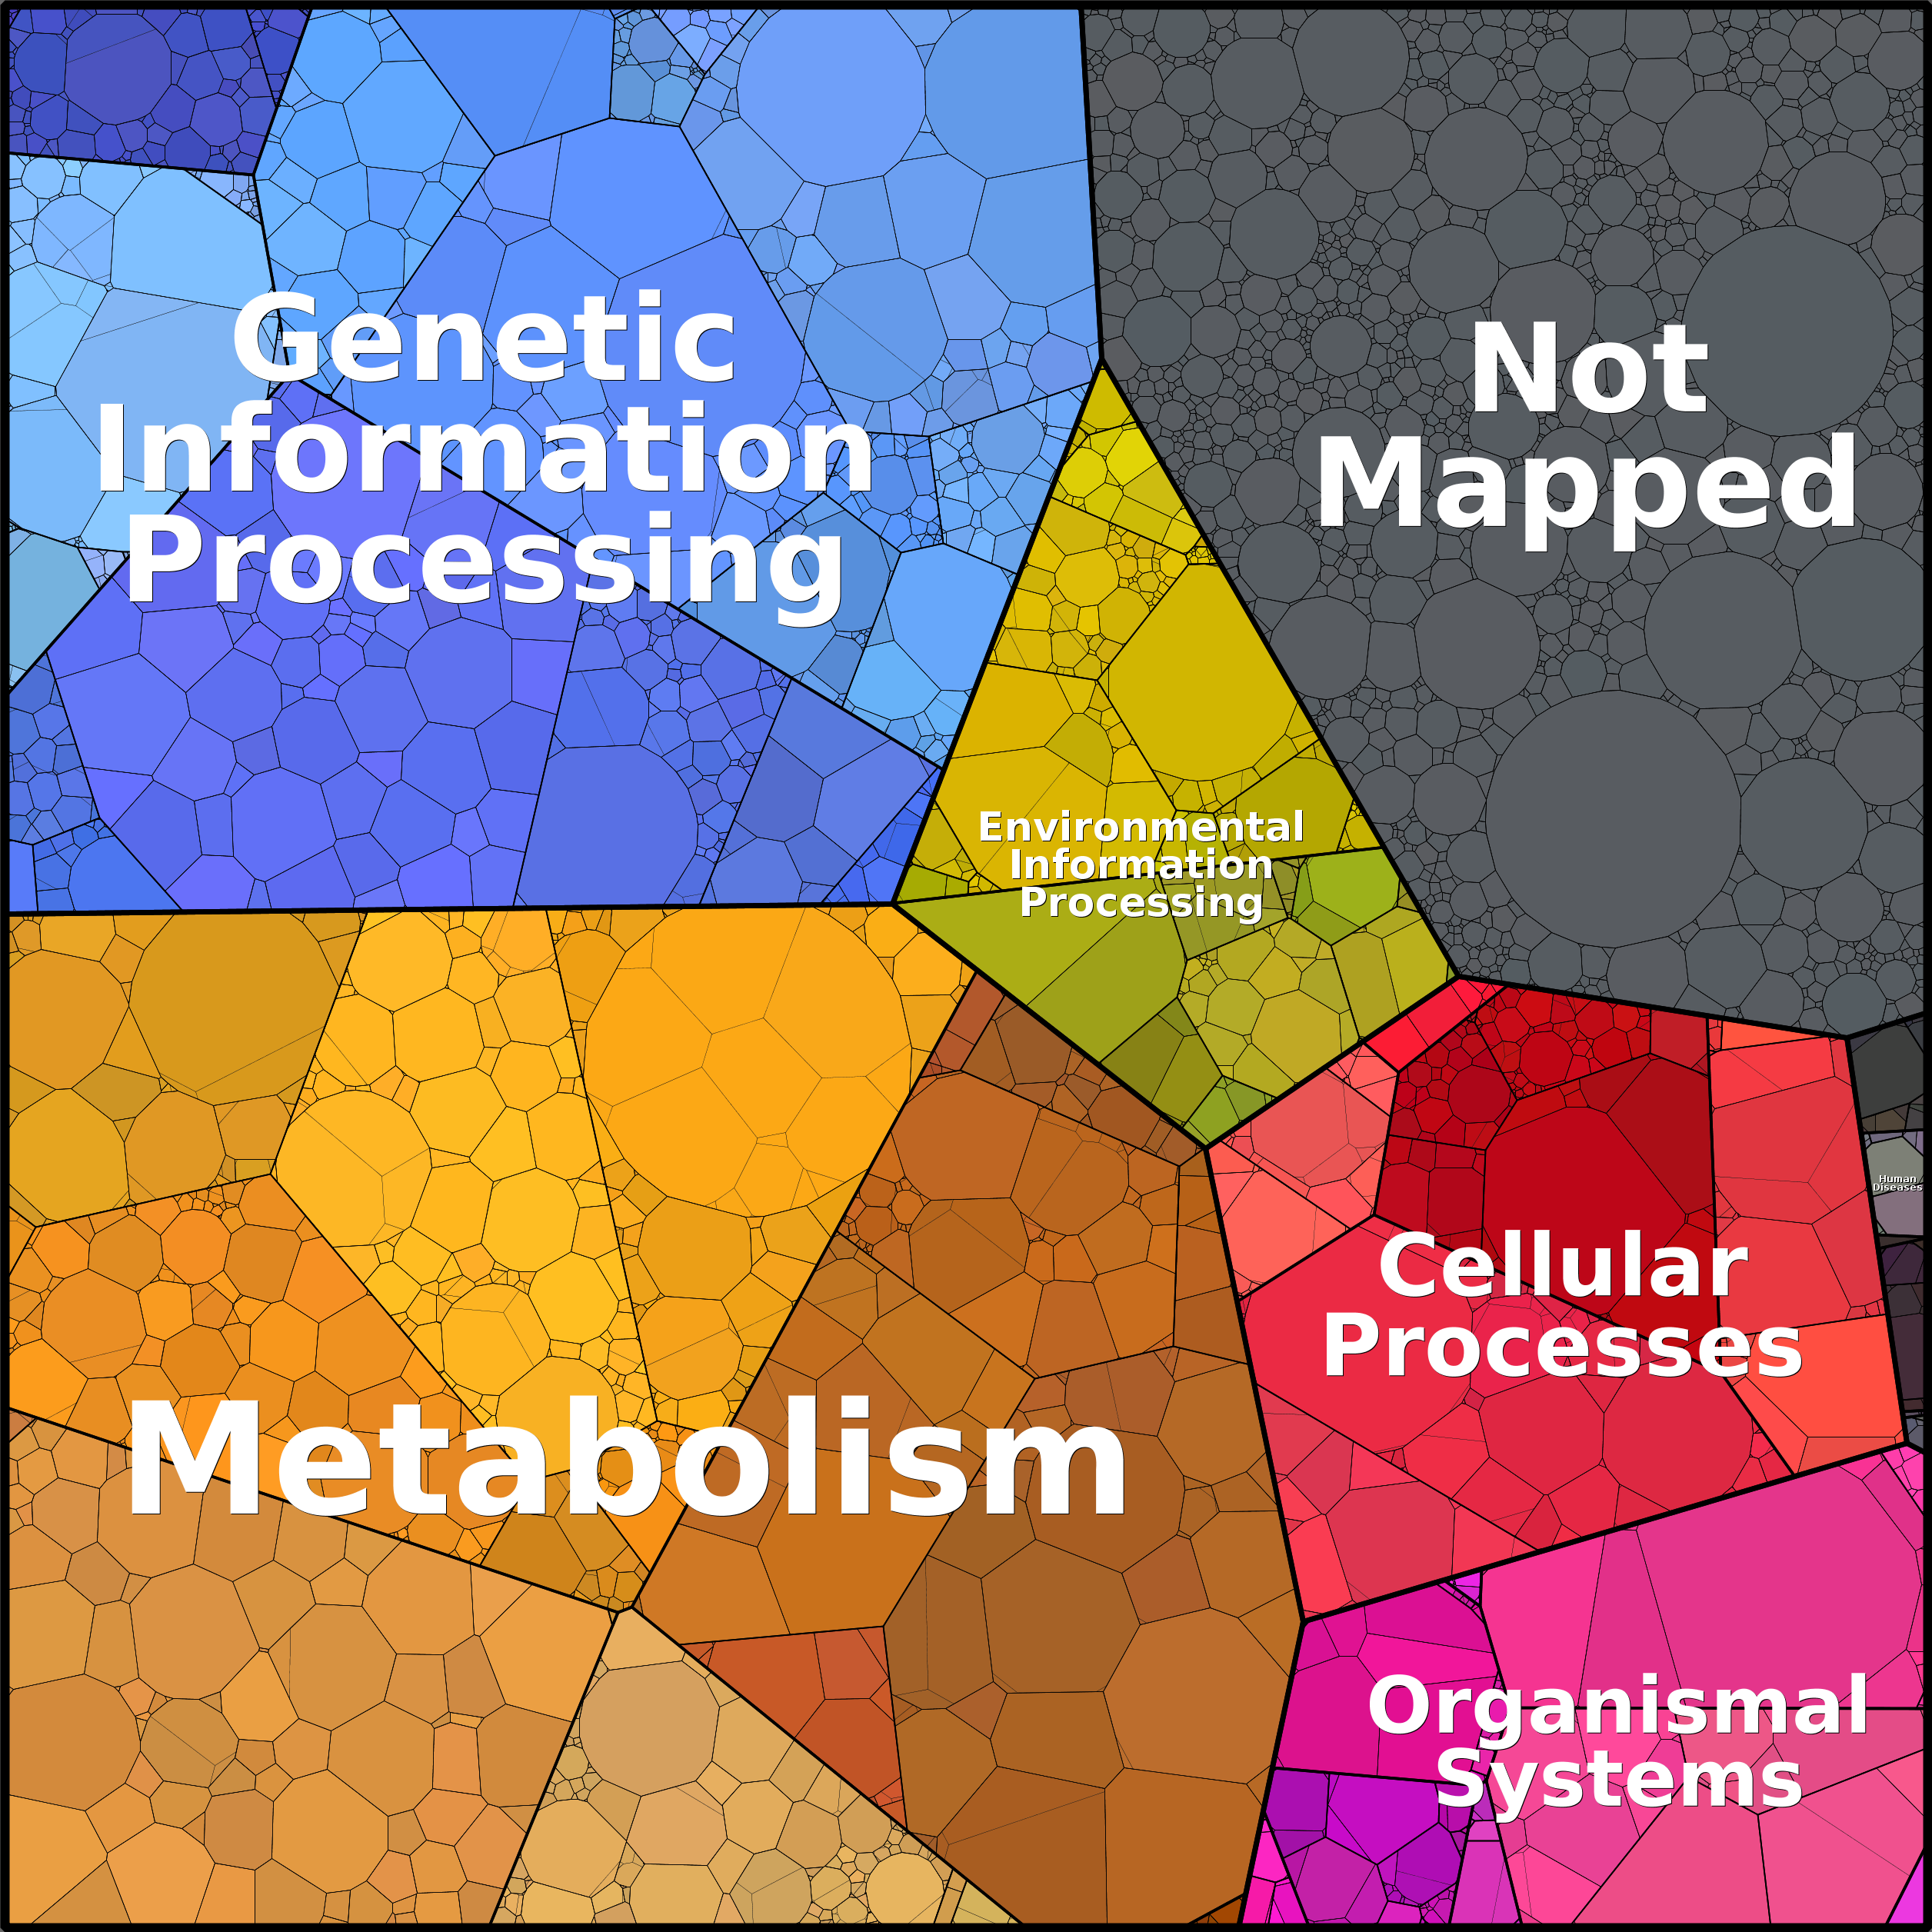 Genetic
Information
Processing
Not
Mapped
Environmental
Information
Processing
Human
Diseases
Cellular
Processes
Metabolism
Organismal
Systems